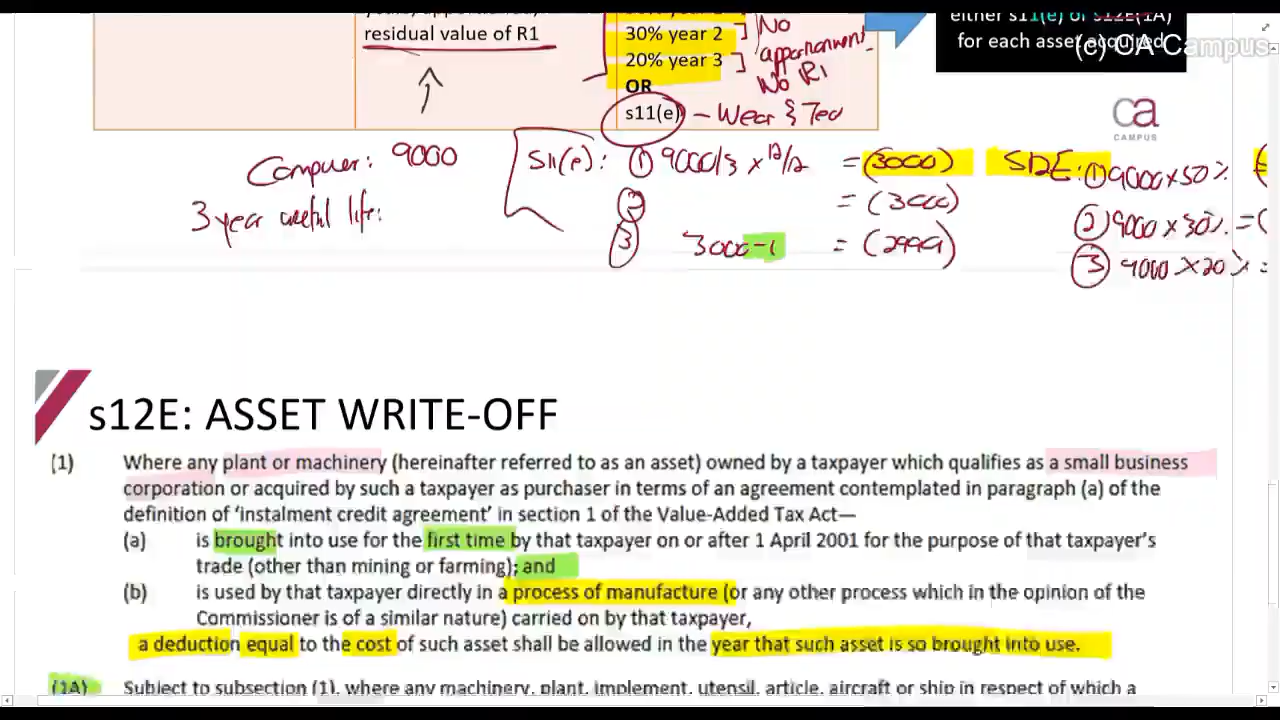 either s11(e) or s12E(1A)
for each asset acquired
(c) CA Campus
residual value of R1
30% year 2
20% year 3
OR
s11(e)
No
apportionment
No R1
- Wear & Tear
ca
CAMPUS
Computer: 9000
3 year useful life:
S11(e): ① 9000/3 x 12/12 = (3000)
② = (3000)
③ 3000-1 = (2999)
S12E: ① 9000x50%
② 9000 x 30% = (
③ 9000 x 20% =
s12E: ASSET WRITE-OFF
(1) Where any plant or machinery (hereinafter referred to as an asset) owned by a taxpayer which qualifies as a small business
corporation or acquired by such a taxpayer as purchaser in terms of an agreement contemplated in paragraph (a) of the
definition of 'instalment credit agreement' in section 1 of the Value-Added Tax Act—
(a) is brought into use for the first time by that taxpayer on or after 1 April 2001 for the purpose of that taxpayer's
trade (other than mining or farming); and
(b) is used by that taxpayer directly in a process of manufacture (or any other process which in the opinion of the
Commissioner is of a similar nature) carried on by that taxpayer,
a deduction equal to the cost of such asset shall be allowed in the year that such asset is so brought into use.
(1A) Subject to subsection (1), where any machinery, plant, implement, utensil, article, aircraft or ship in respect of which a